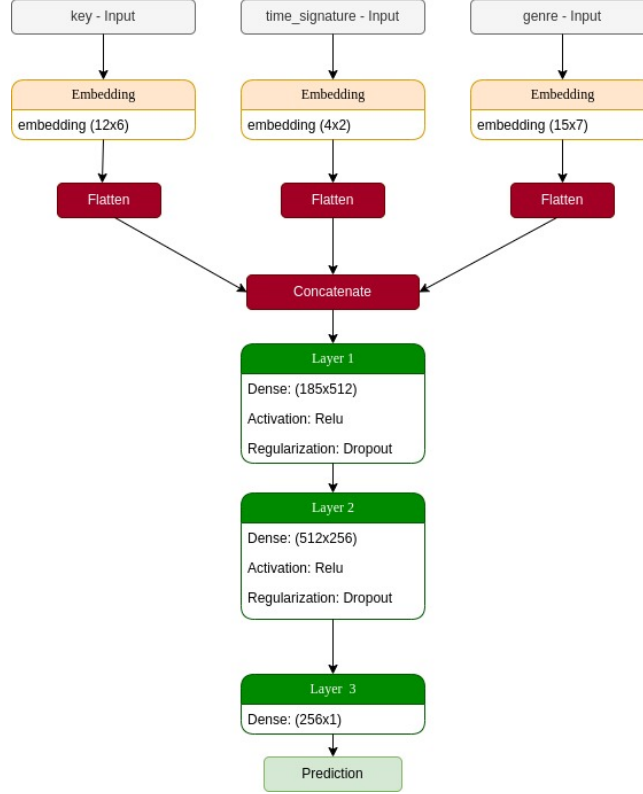 key - Input
time_signature - Input
genre - Input
Embedding
embedding (12x6)
Embedding
embedding (4x2)
Embedding
embedding (15x7)
Flatten
Flatten
Flatten
Concatenate
Layer 1
Dense: (185x512)
Activation: Relu
Regularization: Dropout
Layer 2
Dense: (512x256)
Activation: Relu
Regularization: Dropout
Layer 3
Dense: (256x1)
Prediction